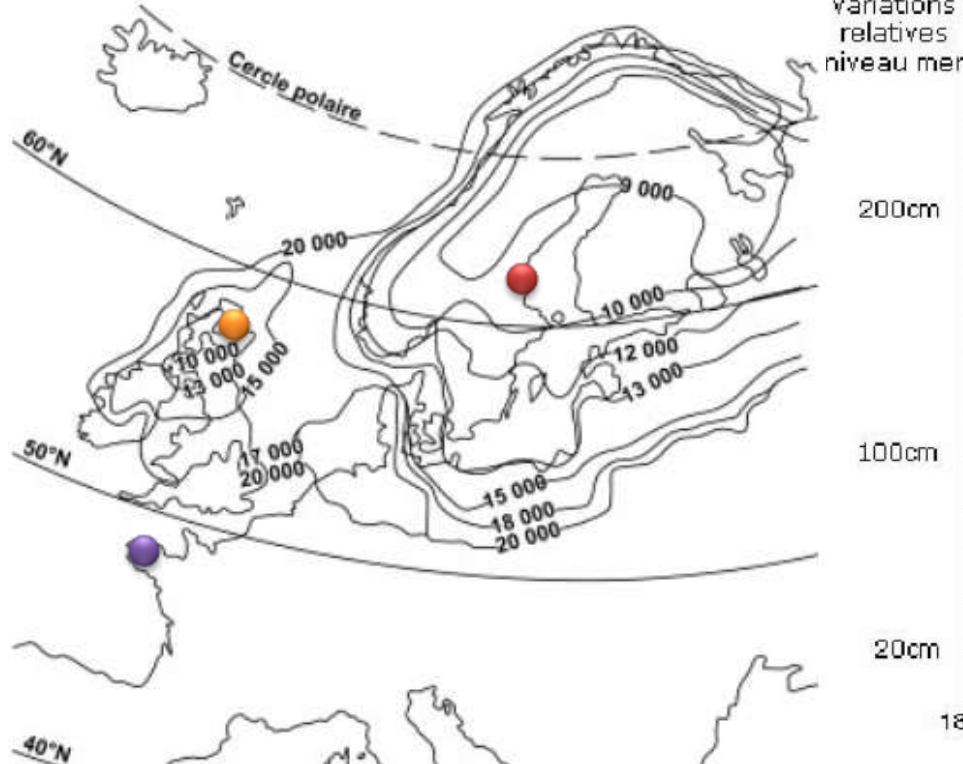 Variations
relatives
niveau mer
Cercle polaire
60°N
9 000
200cm
20 000
10 000
10 000
12 000
13 000
15 000
13 000
50°N
17 000
20 000
100cm
15 000
18 000
20 000
20cm
18
40°N